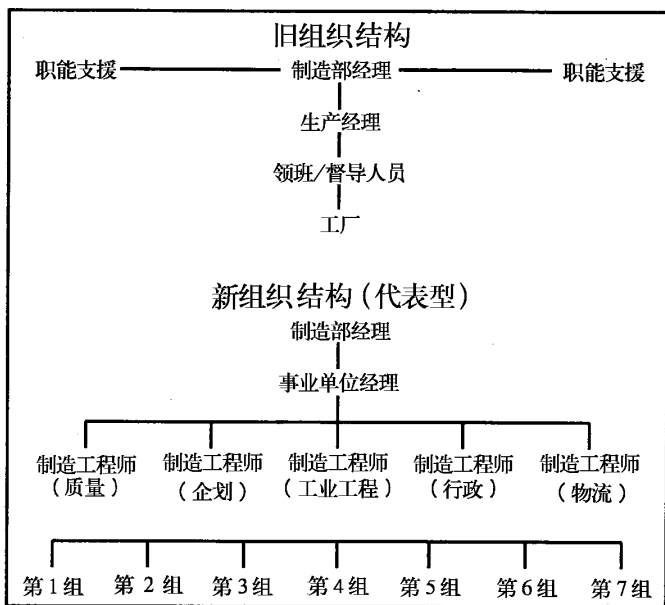 旧组织结构
职能支援 制造部经理 职能支援
生产经理
领班/督导人员
工厂
新组织结构(代表型)
制造部经理
事业单位经理
制造工程师 制造工程师 制造工程师 制造工程师 制造工程师
(质量) (企划) (工业工程) (行政) (物流)
第1组 第2组 第3组 第4组 第5组 第6组 第7组